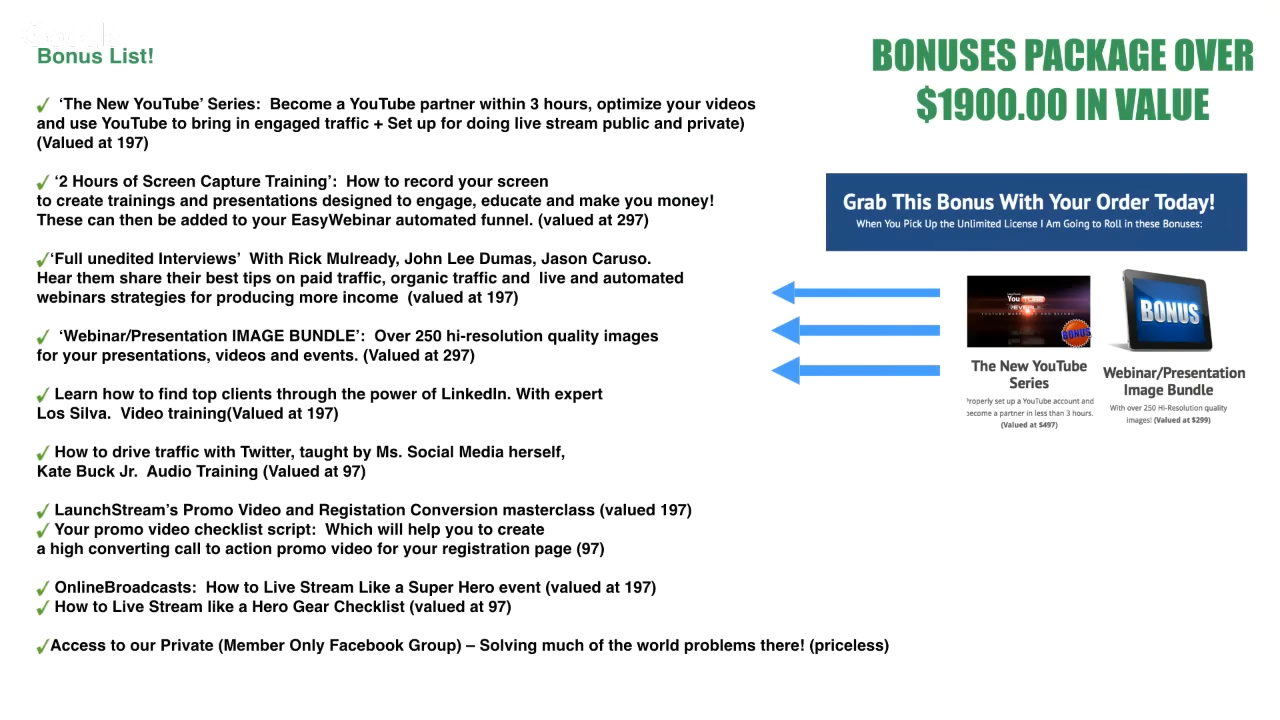 Bonus List!
‘The New YouTube’ Series: Become a YouTube partner within 3 hours, optimize your videos
and use YouTube to bring in engaged traffic + Set up for doing live stream public and private)
(Valued at 197)
‘2 Hours of Screen Capture Training’: How to record your screen
to create trainings and presentations designed to engage, educate and make you money!
These can then be added to your EasyWebinar automated funnel. (valued at 297)
‘Full unedited Interviews’ With Rick Mulready, John Lee Dumas, Jason Caruso.
Hear them share their best tips on paid traffic, organic traffic and live and automated
webinars strategies for producing more income (valued at 197)
‘Webinar/Presentation IMAGE BUNDLE’: Over 250 hi-resolution quality images
for your presentations, videos and events. (Valued at 297)
Learn how to find top clients through the power of LinkedIn. With expert
Los Silva. Video training(Valued at 197)
How to drive traffic with Twitter, taught by Ms. Social Media herself,
Kate Buck Jr. Audio Training (Valued at 97)
LaunchStream’s Promo Video and Registation Conversion masterclass (valued 197)
Your promo video checklist script: Which will help you to create
a high converting call to action promo video for your registration page (97)
OnlineBroadcasts: How to Live Stream Like a Super Hero event (valued at 197)
How to Live Stream like a Hero Gear Checklist (valued at 97)
Access to our Private (Member Only Facebook Group) – Solving much of the world problems there! (priceless)
BONUSES PACKAGE OVER
$1900.00 IN VALUE
Grab This Bonus With Your Order Today!
When You Pick Up the Unlimited License I Am Going to Roll in these Bonuses:
You TUBE
REVEAL
BONUS
The New YouTube
Series
Properly set up a YouTube account and
become a partner in less than 3 hours.
(Valued at $497)
BONUS
Webinar/Presentation
Image Bundle
With over 250 Hi-Resolution quality
images! (Valued at $299)